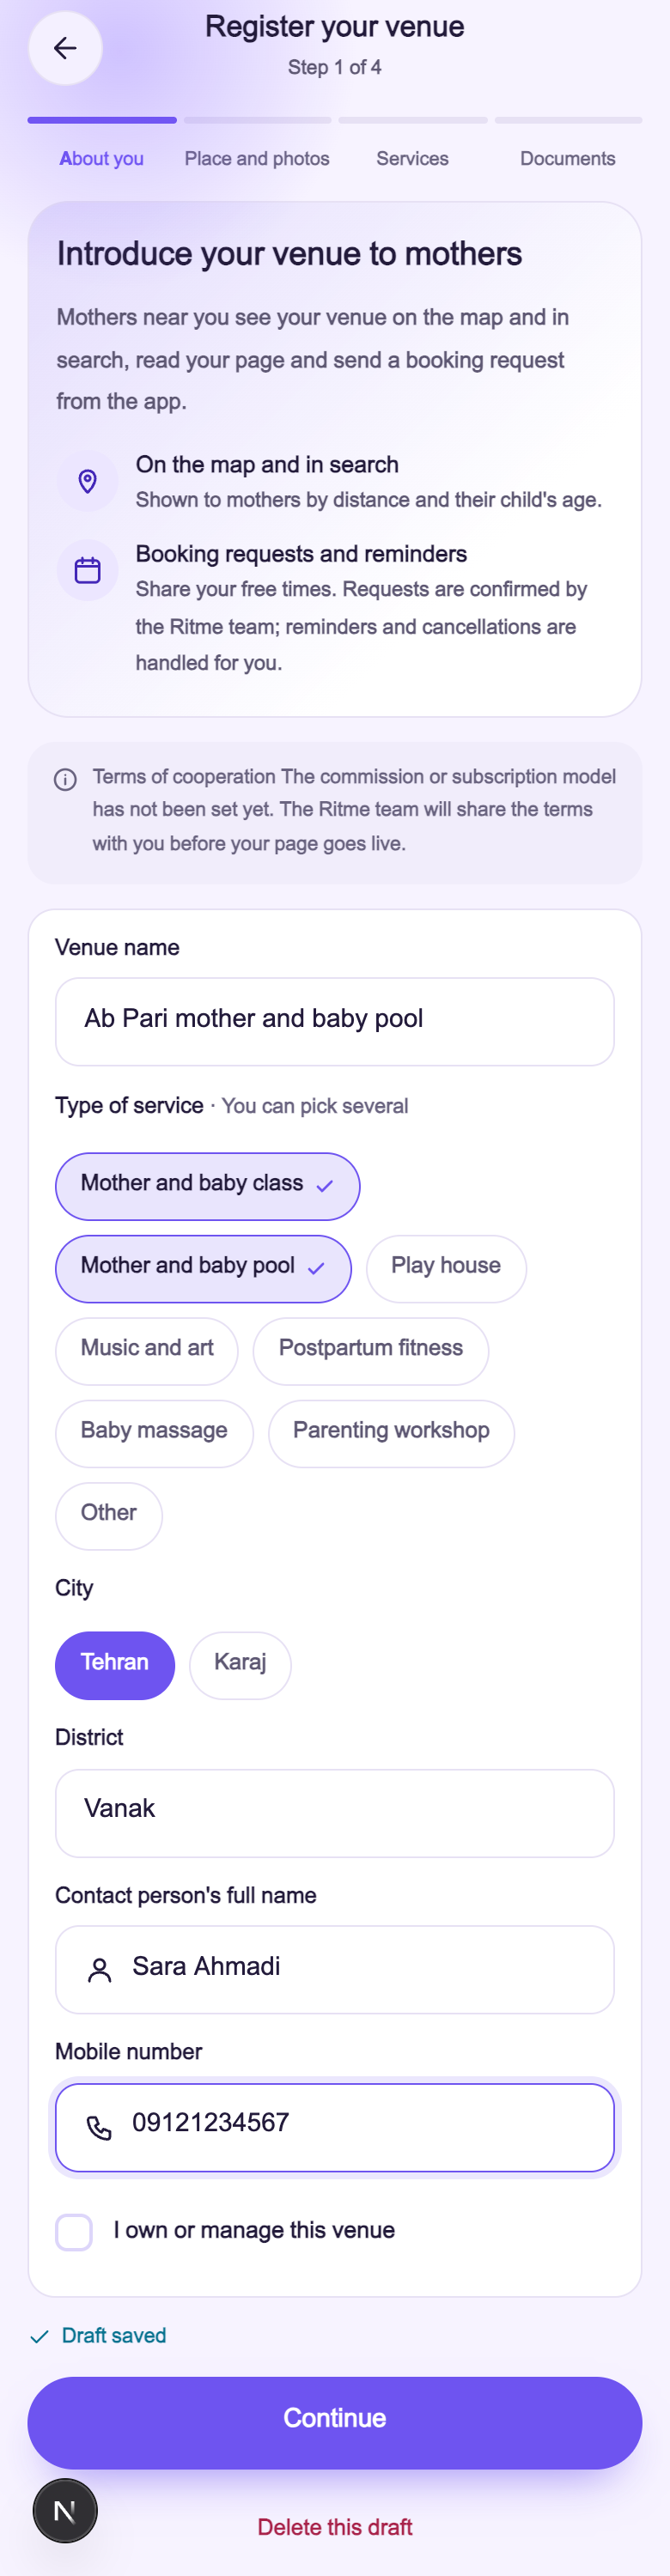 Register your venue
Step 1 of 4
About you
Place and photos
Services
Documents
Introduce your venue to mothers
Mothers near you see your venue on the map and in
search, read your page and send a booking request
from the app.
On the map and in search
Shown to mothers by distance and their child's age.
Booking requests and reminders
Share your free times. Requests are confirmed by
the Ritme team; reminders and cancellations are
handled for you.
Terms of cooperation The commission or subscription model
has not been set yet. The Ritme team will share the terms
with you before your page goes live.
Venue name
Ab Pari mother and baby pool
Type of service · You can pick several
Mother and baby class
Mother and baby pool
Play house
Music and art
Postpartum fitness
Baby massage
Parenting workshop
Other
City
Tehran
Karaj
District
Vanak
Contact person's full name
Sara Ahmadi
Mobile number
09121234567
I own or manage this venue
Draft saved
Continue
N
Delete this draft